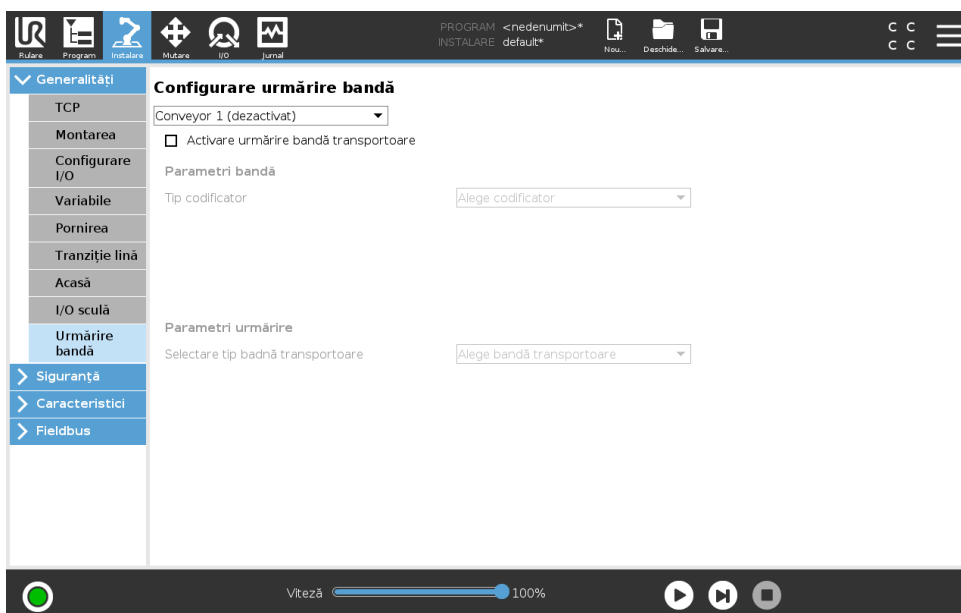 PROGRAM <nedenumit>*
INSTALARE default*
Rulare
Program
Instalare
Mutare
I/O
Jurnal
Nou...
Deschide...
Salvare...
C C
C C
Generalități
TCP
Montarea
Configurare
I/O
Variabile
Pornirea
Tranziție lină
Acasă
I/O sculă
Urmărire
bandă
Siguranță
Caracteristici
Fieldbus
Configurare urmărire bandă
Conveyor 1 (dezactivat)
Activare urmărire bandă transportoare
Parametri bandă
Tip codificator
Alege codificator
Parametri urmărire
Selectare tip badnă transportoare
Alege bandă transportoare
Viteză
100%